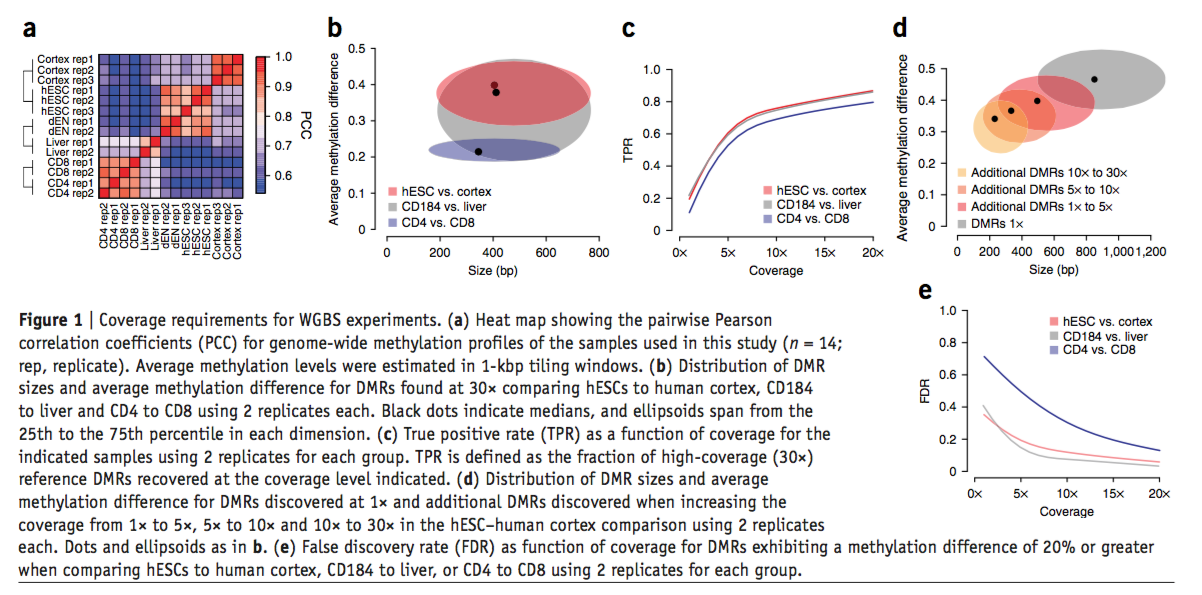 a
Cortex rep1
Cortex rep2
Cortex rep3
hESC rep1
hESC rep2
hESC rep3
dEN rep1
dEN rep2
Liver rep1
Liver rep2
CD8 rep1
CD8 rep2
CD4 rep1
CD4 rep2
CD4 rep2
CD4 rep1
CD8 rep2
CD8 rep1
Liver rep2
Liver rep1
dEN rep2
dEN rep1
hESC rep3
hESC rep2
hESC rep1
Cortex rep3
Cortex rep2
Cortex rep1
1.0
0.9
0.8
0.7
0.6
PCC
b
Average methylation difference
0.5
0.4
0.3
0.2
0.1
0
hESC vs. cortex
CD184 vs. liver
CD4 vs. CD8
0 200 400 600 800
Size (bp)
c
TPR
1.0
0.8
0.6
0.4
0.2
0
hESC vs. cortex
CD184 vs. liver
CD4 vs. CD8
0× 5× 10× 15× 20×
Coverage
d
Average methylation difference
0.5
0.4
0.3
0.2
0.1
0
Additional DMRs 10× to 30×
Additional DMRs 5× to 10×
Additional DMRs 1× to 5×
DMRs 1×
0 200 400 600 800 1,000 1,200
Size (bp)
e
FDR
1.0
0.8
0.6
0.4
0.2
0
hESC vs. cortex
CD184 vs. liver
CD4 vs. CD8
0× 5× 10× 15× 20×
Coverage
Figure 1 | Coverage requirements for WGBS experiments. (a) Heat map showing the pairwise Pearson
correlation coefficients (PCC) for genome-wide methylation profiles of the samples used in this study (n = 14;
rep, replicate). Average methylation levels were estimated in 1-kbp tiling windows. (b) Distribution of DMR
sizes and average methylation difference for DMRs found at 30× comparing hESCs to human cortex, CD184
to liver and CD4 to CD8 using 2 replicates each. Black dots indicate medians, and ellipsoids span from the
25th to the 75th percentile in each dimension. (c) True positive rate (TPR) as a function of coverage for the
indicated samples using 2 replicates for each group. TPR is defined as the fraction of high-coverage (30×)
reference DMRs recovered at the coverage level indicated. (d) Distribution of DMR sizes and average
methylation difference for DMRs discovered at 1× and additional DMRs discovered when increasing the
coverage from 1× to 5×, 5× to 10× and 10× to 30× in the hESC–human cortex comparison using 2 replicates
each. Dots and ellipsoids as in b. (e) False discovery rate (FDR) as function of coverage for DMRs exhibiting a methylation difference of 20% or greater
when comparing hESCs to human cortex, CD184 to liver, or CD4 to CD8 using 2 replicates for each group.